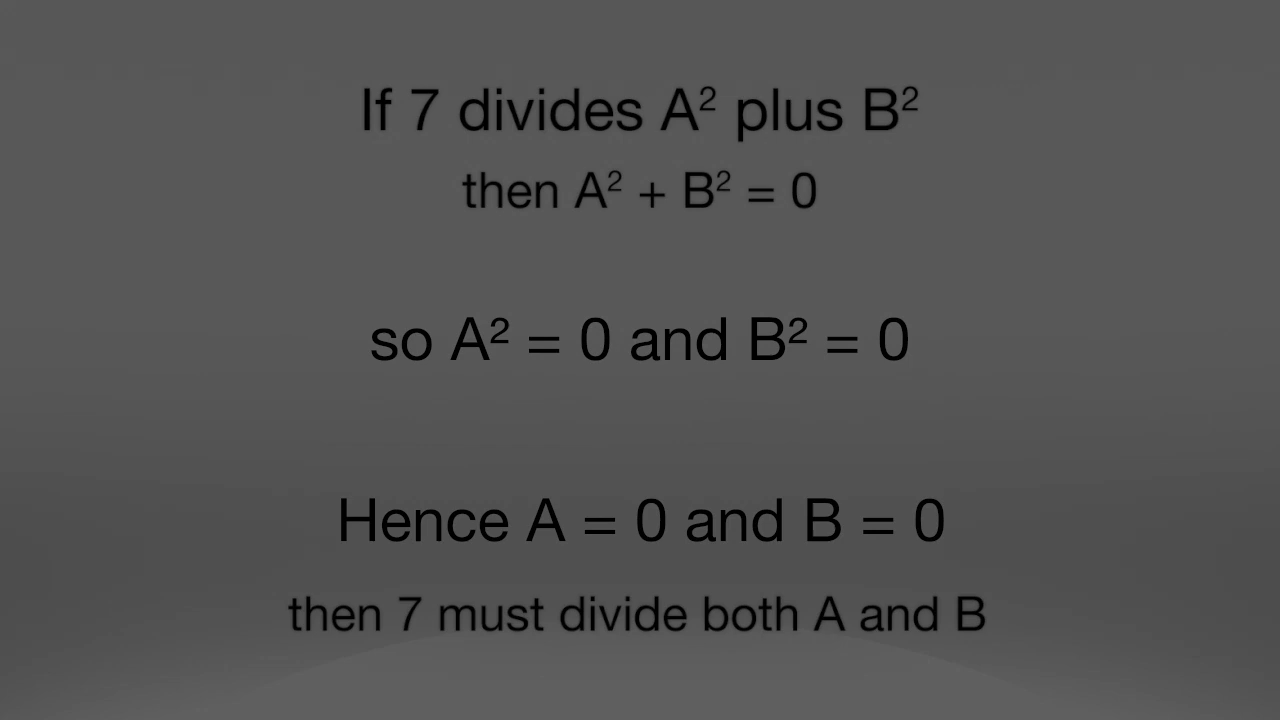 If 7 divides A² plus B²
then A² + B² = 0
so A² = 0 and B² = 0
Hence A = 0 and B = 0
then 7 must divide both A and B